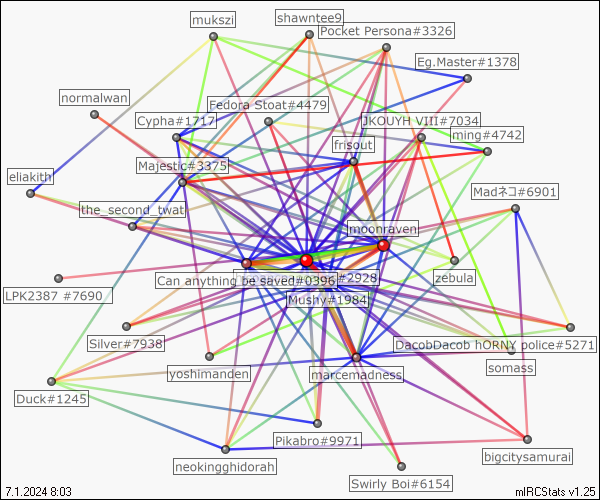 mukszi
shawntee9
Pocket Persona#3326
Eg.Master#1378
normalwan
Fedora Stoat#4479
Cypha#1717
JKOUYH_VIII#7034
ming#4742
frisout
Majestic#3375
eliakith
Madネコ#6901
the_second_twat
moonraven
#2928
zebula
Can anything be saved#0396
LPK2387 #7690
Mushy#1984
Silver#7938
DacobDacob hORNY police#5271
somass
yoshimanden
marcemadness
Duck#1245
Pikabro#9971
bigcitysamurai
neokingghidorah
Swirly Boi#6154
7.1.2024 8:03
mIRCStats v1.25